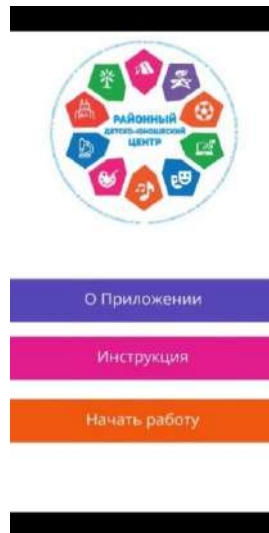 РАЙОННЫЙ
ДЕТСКО-ЮНОШЕСКИЙ
ЦЕНТР
О Приложении
Инструкция
Начать работу